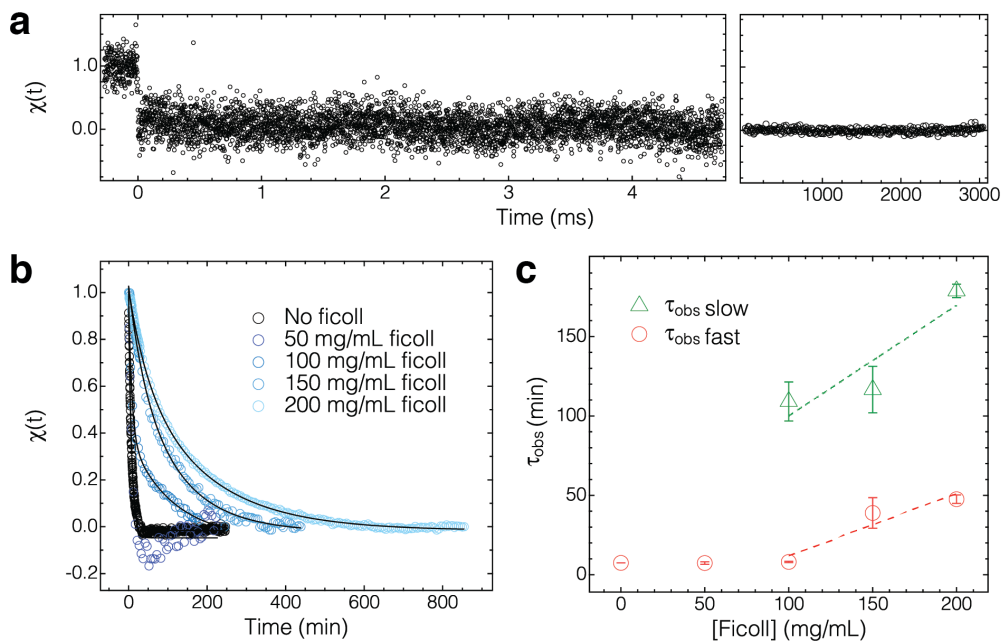 a
χ(t)
1.0
0.0
0
1
2
3
4
Time (ms)
1000
2000
3000
b
χ(t)
1.0
0.8
0.6
0.4
0.2
0.0
-0.2
0
200
400
600
800
Time (min)
No ficoll
50 mg/mL ficoll
100 mg/mL ficoll
150 mg/mL ficoll
200 mg/mL ficoll
c
τobs (min)
150
100
50
0
0
50
100
150
200
[Ficoll] (mg/mL)
τobs slow
τobs fast